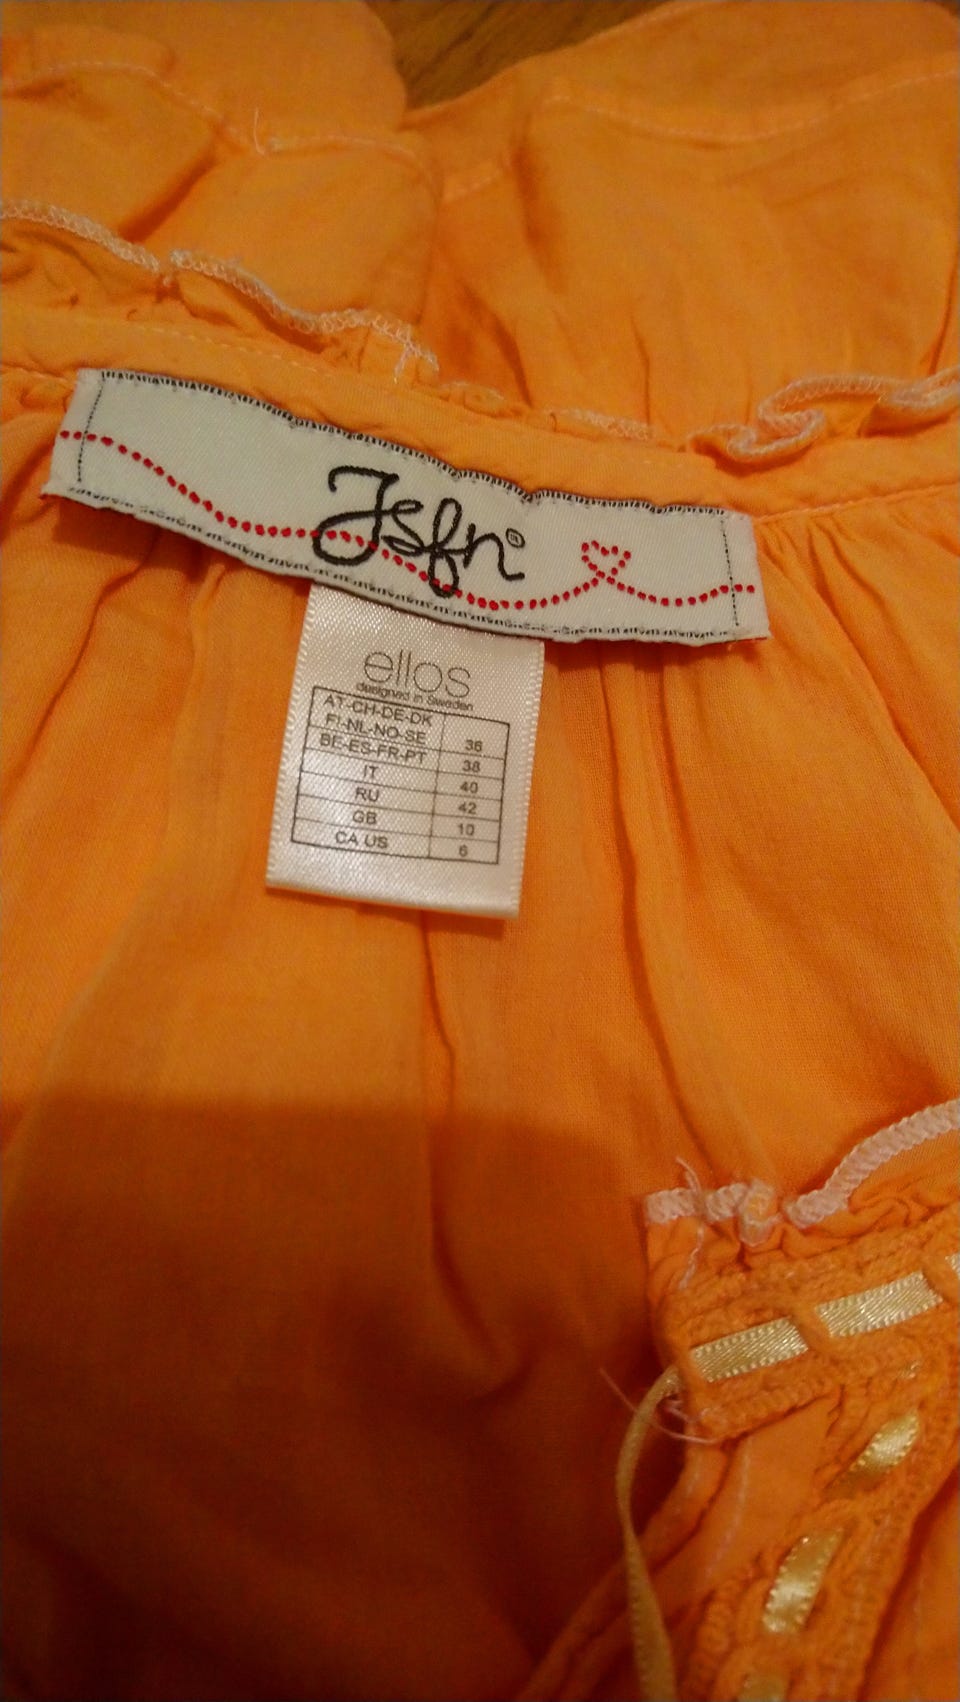 Jsfn®
ellos
designed in Sweden
AT-CH-DE-DK
FI-NL-NO-SE 36
BE-ES-FR-PT 38
IT 40
RU 42
GB 10
CA US 6